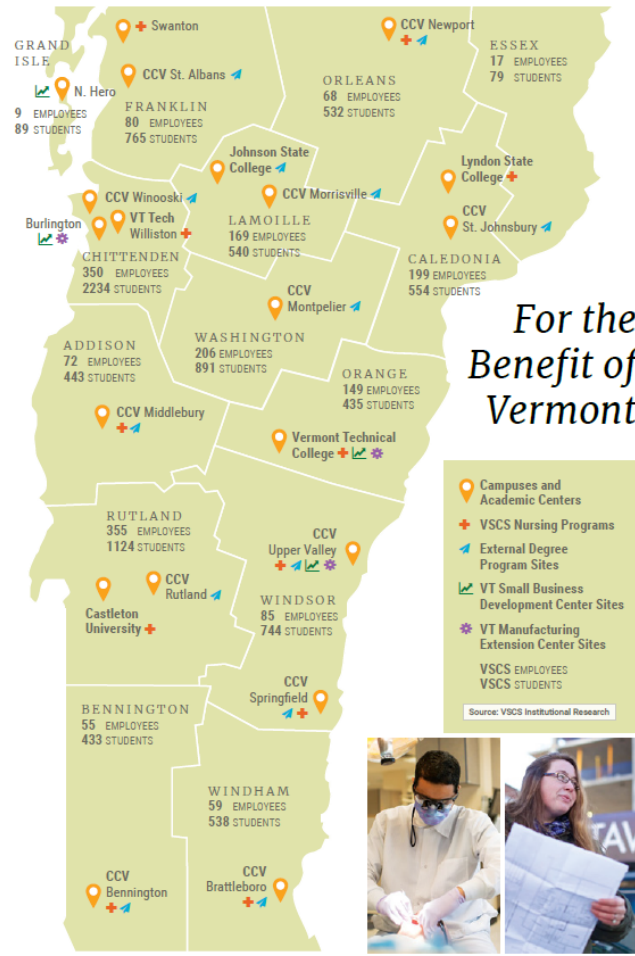 Swanton
CCV Newport
GRAND
ISLE
ESSEX
17 EMPLOYEES
79 STUDENTS
CCV St. Albans
N. Hero
ORLEANS
68 EMPLOYEES
532 STUDENTS
9 EMPLOYEES
89 STUDENTS
FRANKLIN
80 EMPLOYEES
765 STUDENTS
Johnson State
College
Lyndon State
College
CCV Winooski
CCV Morrisville
VT Tech
Williston
Burlington
LAMOILLE
169 EMPLOYEES
540 STUDENTS
CCV
St. Johnsbury
CHITTENDEN
350 EMPLOYEES
2234 STUDENTS
CALEDONIA
199 EMPLOYEES
554 STUDENTS
CCV
Montpelier
For the
Benefit of
Vermont
WASHINGTON
206 EMPLOYEES
891 STUDENTS
ADDISON
72 EMPLOYEES
443 STUDENTS
ORANGE
149 EMPLOYEES
435 STUDENTS
CCV Middlebury
Vermont Technical
College
Campuses and
Academic Centers
VSCS Nursing Programs
External Degree
Program Sites
VT Small Business
Development Center Sites
VT Manufacturing
Extension Center Sites
VSCS EMPLOYEES
VSCS STUDENTS
Source: VSCS Institutional Research
RUTLAND
355 EMPLOYEES
1124 STUDENTS
CCV
Upper Valley
CCV
Rutland
Castleton
University
WINDSOR
85 EMPLOYEES
744 STUDENTS
CCV
Springfield
BENNINGTON
55 EMPLOYEES
433 STUDENTS
WINDHAM
59 EMPLOYEES
538 STUDENTS
CCV
Bennington
CCV
Brattleboro
TAV